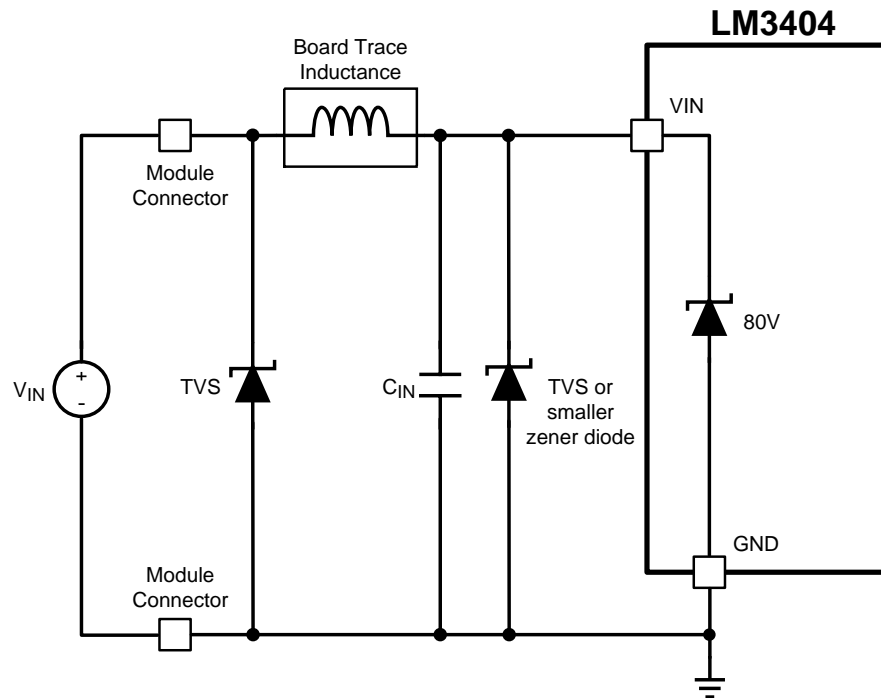 LM3404
Board Trace
Inductance
VIN
Module
Connector
80V
VIN
+
-
TVS
CIN
TVS or
smaller
zener diode
GND
Module
Connector